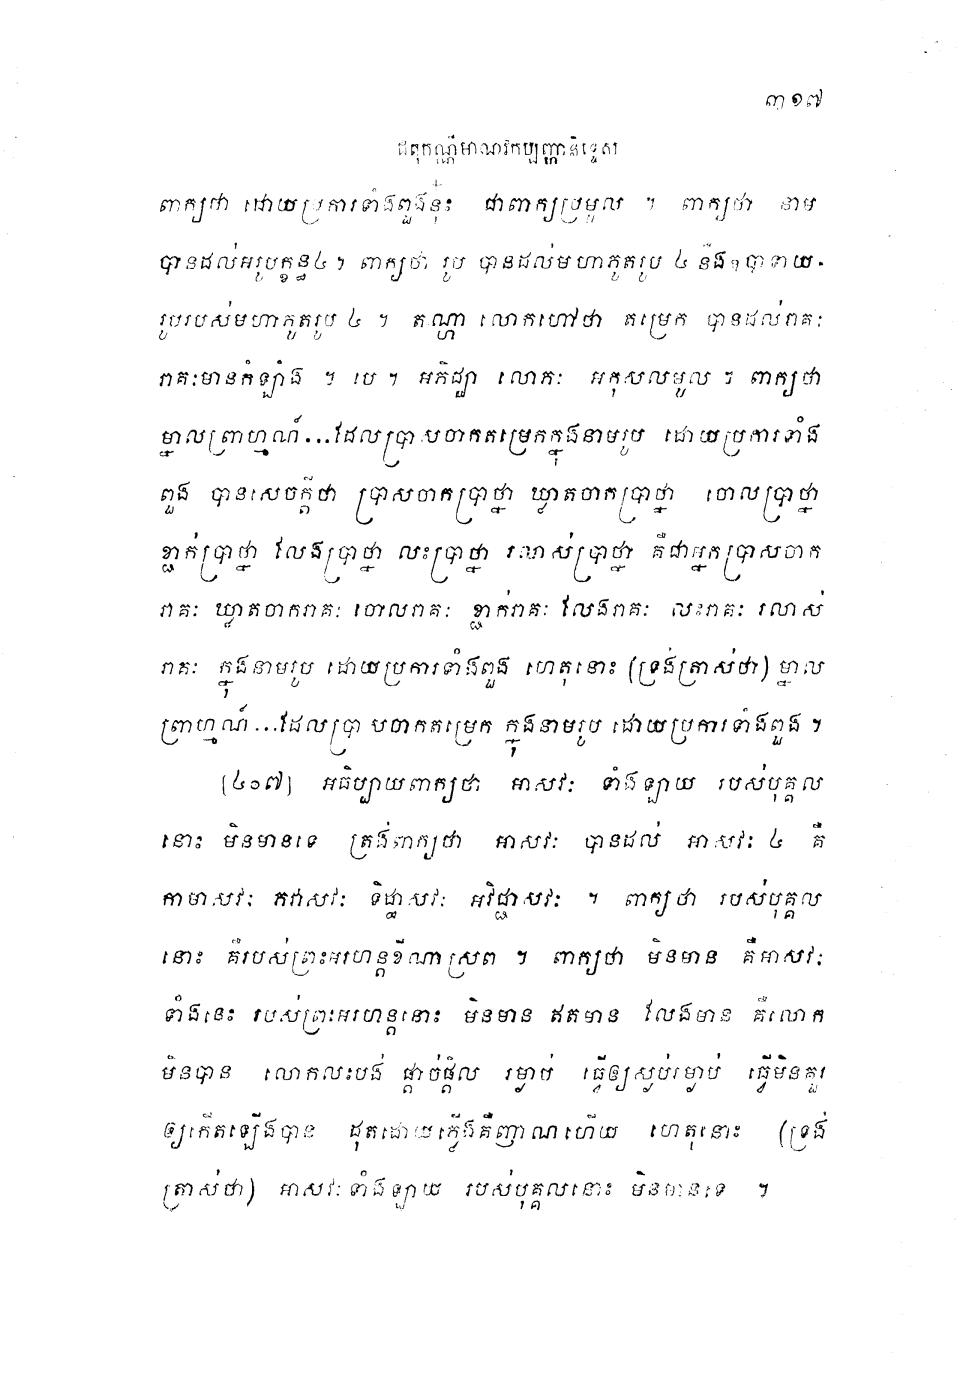 ៣១៧
ជតុកណ្ណីមាណវកប្បញ្ហានិទ្ទេស
ពាក្យថា ដោយប្រការទាំងពួងនុ៎ះ ជាពាក្យប្រមូល ។ ពាក្យថា នាម
បានដល់អរូបក្ខន្ធ៤ ។ ពាក្យថា រូប បានដល់មហាភូតរូប ៤ និងឧបាទាយ-
រូបរបស់មហាភូតរូប ៤ ។ តណ្ហា លោកហៅថា តម្រេក បានដល់រាគៈ
រាគៈមានកំឡាំង ។ បេ ។ អភិជ្ឈា លោភៈ អកុសលមូល ។ ពាក្យថា
ម្នាលព្រាហ្មណ៍...ដែលប្រាសចាកតម្រេកក្នុងនាមរូប ដោយប្រការទាំង
ពួង បានសេចក្តីថា ប្រាសចាកប្រាថ្នា ឃ្លាតចាកប្រាថ្នា ចោលប្រាថ្នា
ខ្ជាក់ប្រាថ្នា លែងប្រាថ្នា លះប្រាថ្នា រលាស់ប្រាថ្នា គឺជាអ្នកប្រាសចាក
រាគៈ ឃ្លាតចាករាគៈ ចោលរាគៈ ខ្ជាក់រាគៈ លែងរាគៈ លះរាគៈ រលាស់
រាគៈ ក្នុងនាមរូប ដោយប្រការទាំងពួង ហេតុនោះ (ទ្រង់ត្រាស់ថា) ម្នាល
ព្រាហ្មណ៍...ដែលប្រាសចាកតម្រេក ក្នុងនាមរូប ដោយប្រការទាំងពួង ។
[៤១៧] អធិប្បាយពាក្យថា អាសវៈ ទាំងឡាយ របស់បុគ្គល
នោះ មិនមានទេ ត្រង់ពាក្យថា អាសវៈ បានដល់ អាសវៈ ៤ គឺ
កាមាសវៈ ភវាសវៈ ទិដ្ឋាសវៈ អវិជ្ជាសវៈ ។ ពាក្យថា របស់បុគ្គល
នោះ គឺរបស់ព្រះអរហន្តខីណាស្រព ។ ពាក្យថា មិនមាន គឺអាសវៈ
ទាំងនេះ របស់ព្រះអរហន្តនោះ មិនមាន ឥតមាន លែងមាន គឺលោក
មិនបាន លោកលះបង់ ផ្តាច់ផ្តិល រម្ងាប់ ធ្វើឲ្យស្ងប់រម្ងាប់ ធ្វើមិនគួរ
ឲ្យកើតឡើងបាន ដុតដោយភ្លើងគឺញាណហើយ ហេតុនោះ (ទ្រង់
ត្រាស់ថា) អាសវៈទាំងឡាយ របស់បុគ្គលនោះ មិនមានទេ ។